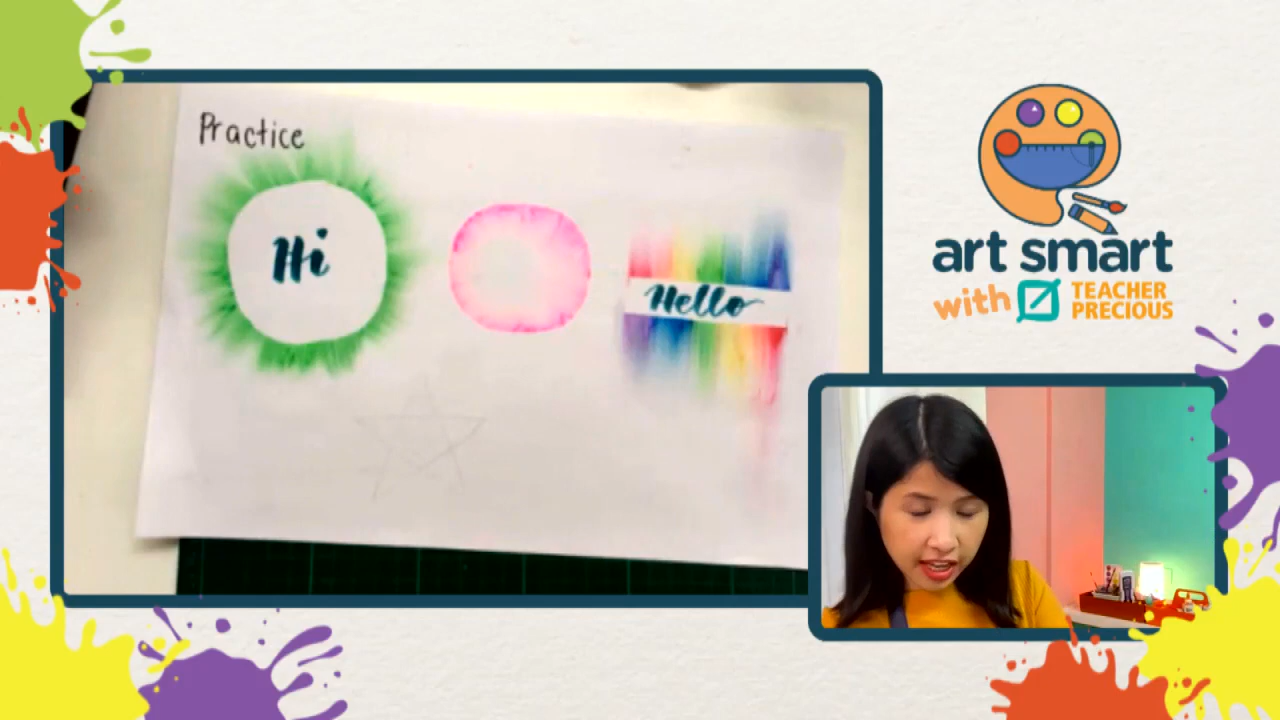 Practice
Hi
Hello
art smart
with
TEACHER
PRECIOUS